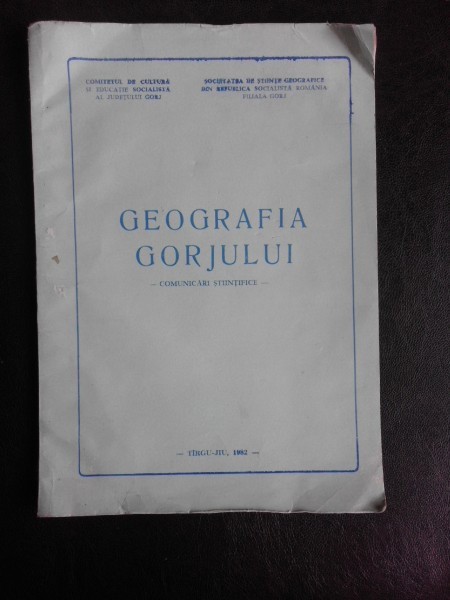 COMITETUL DE CULTURĂ
ȘI EDUCAȚIE SOCIALISTĂ
AL JUDEȚULUI GORJ
SOCIETATEA DE ȘTIINȚE GEOGRAFICE
DIN REPUBLICA SOCIALISTĂ ROMÂNIA
FILIALA GORJ
GEOGRAFIA
GORJULUI
— COMUNICĂRI ȘTIINȚIFICE —
— TÎRGU-JIU, 1982 —